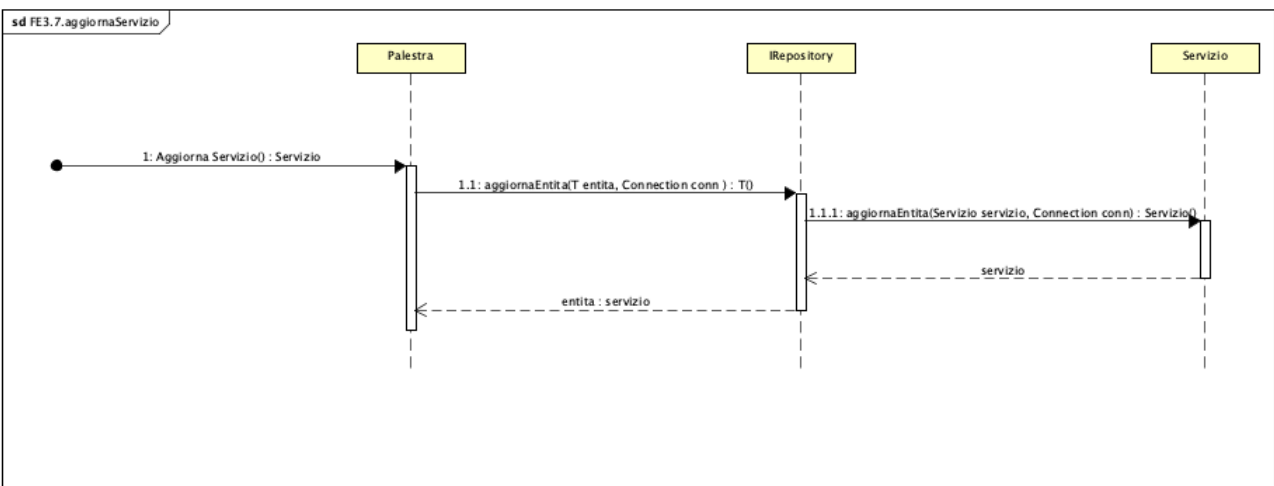 sd FE3.7.aggiornaServizio
Palestra
IRepository
Servizio
1: Aggiorna Servizio() : Servizio
1.1: aggiornaEntita(T entita, Connection conn ) : T()
1.1.1: aggiornaEntita(Servizio servizio, Connection conn) : Servizio()
servizio
entita : servizio